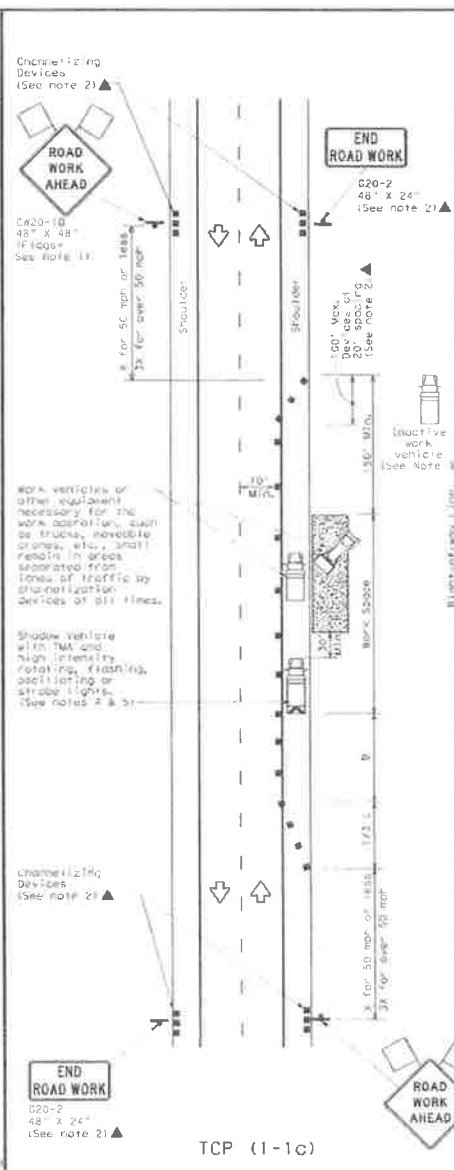 Channelizing
Devices
(See note 2)▲
ROAD
WORK
AHEAD
CW20-1D
48" X 48"
(Flags-
See note 1)
END
ROAD WORK
G20-2
48" X 24"
(See note 2)▲
X for 50 mph or less
3X for over 50 mph
Shoulder
Shoulder
100' Max.
Devices at
20' spacing
(See note 2)▲
150' Min.
Inactive
work
vehicle
(See Note
Right-of-way Line
10'
Min.
Work vehicles or
other equipment
necessary for the
work operation, such
as trucks, moveable
cranes, etc., shall
remain in areas
separated from
lanes of traffic by
channelization
devices at all times.
Work Space
30'
Min.
Shadow Vehicle
with TMA and
high intensity
rotating, flashing,
oscillating or
strobe lights.
(See notes 4 & 5)
1/3 L
Channelizing
Devices
(See note 2)▲
X for 50 mph or less
3X for over 50 mph
END
ROAD WORK
G20-2
48" X 24"
(See note 2)▲
ROAD
WORK
AHEAD
TCP (1-1c)